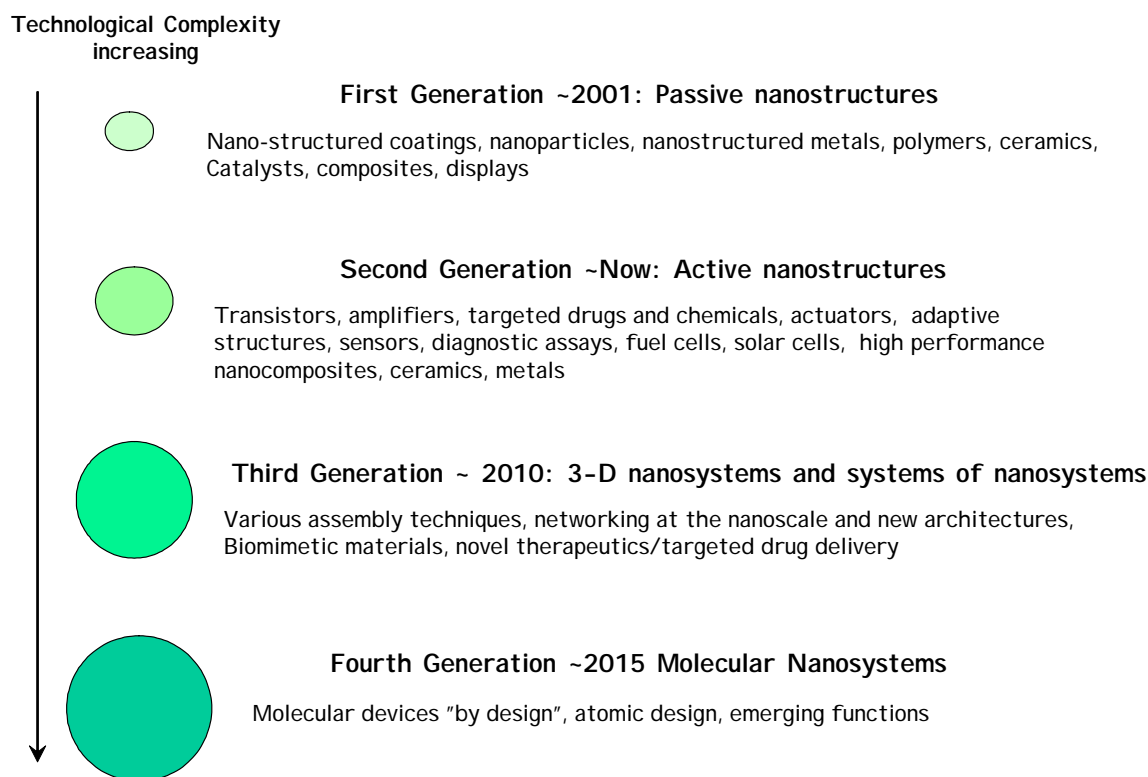 Technological Complexity
increasing
First Generation ~2001: Passive nanostructures
Nano-structured coatings, nanoparticles, nanostructured metals, polymers, ceramics,
Catalysts, composites, displays
Second Generation ~Now: Active nanostructures
Transistors, amplifiers, targeted drugs and chemicals, actuators, adaptive
structures, sensors, diagnostic assays, fuel cells, solar cells, high performance
nanocomposites, ceramics, metals
Third Generation ~ 2010: 3-D nanosystems and systems of nanosystems
Various assembly techniques, networking at the nanoscale and new architectures,
Biomimetic materials, novel therapeutics/targeted drug delivery
Fourth Generation ~2015 Molecular Nanosystems
Molecular devices "by design", atomic design, emerging functions